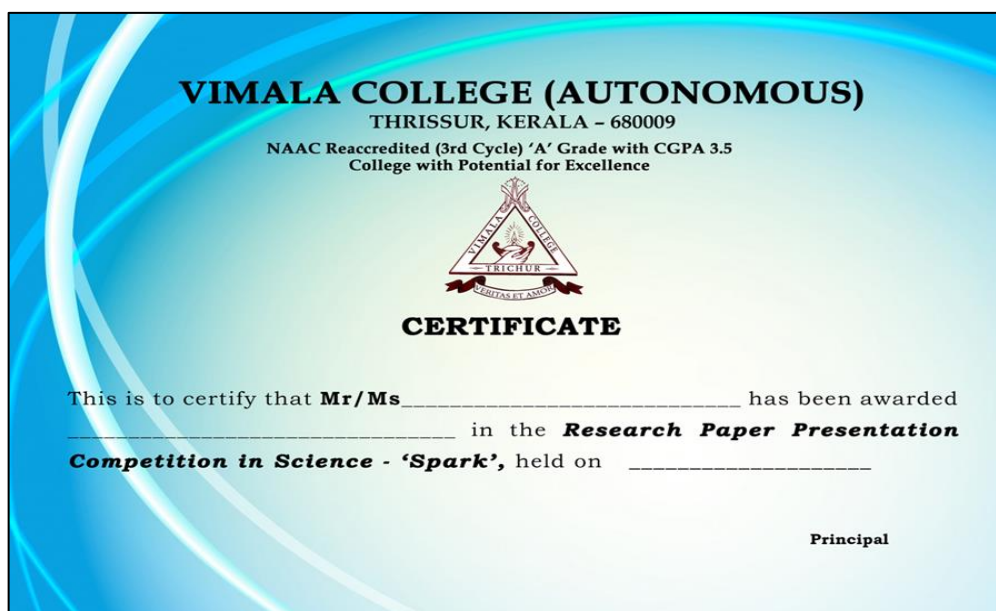 VIMALA COLLEGE (AUTONOMOUS)
THRISSUR, KERALA – 680009
NAAC Reaccredited (3rd Cycle) ‘A’ Grade with CGPA 3.5
College with Potential for Excellence
VIMALA COLLEGE
TRICHUR
VERITAS ET AMOR
CERTIFICATE
This is to certify that Mr/Ms____________________________ has been awarded
________________________________ in the Research Paper Presentation
Competition in Science - ‘Spark’, held on ____________________
Principal